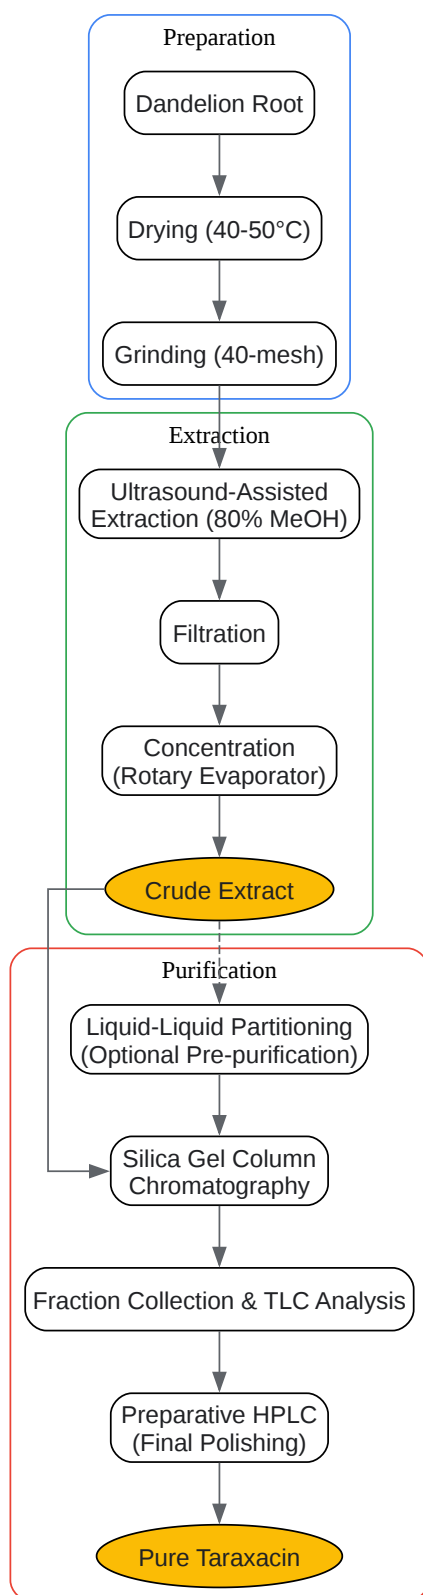 Preparation
Dandelion Root
Drying (40-50°C)
Grinding (40-mesh)
Extraction
Ultrasound-Assisted
Extraction (80% MeOH)
Filtration
Concentration
(Rotary Evaporator)
Crude Extract
Purification
Liquid-Liquid Partitioning
(Optional Pre-purification)
Silica Gel Column
Chromatography
Fraction Collection & TLC Analysis
Preparative HPLC
(Final Polishing)
Pure Taraxacin